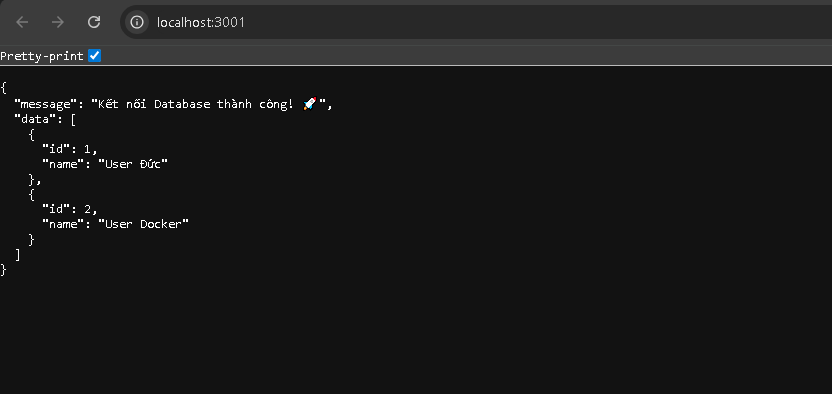 localhost:3001
Pretty-print
{
  "message": "Kết nối Database thành công! 🚀",
  "data": [
    {
      "id": 1,
      "name": "User Đức"
    },
    {
      "id": 2,
      "name": "User Docker"
    }
  ]
}